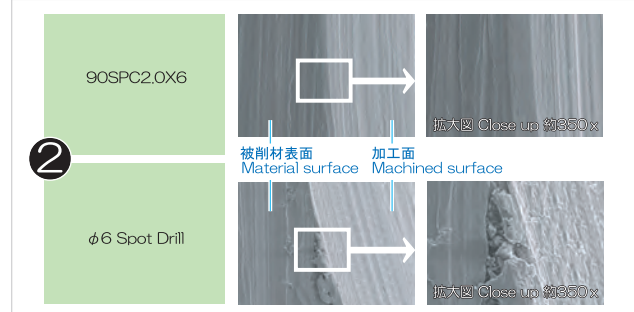 2
90SPC2.0X6
拡大図 Close up 約350x
被削材表面
Material surface
加工面
Machined surface
φ6 Spot Drill
拡大図 Close up 約350x